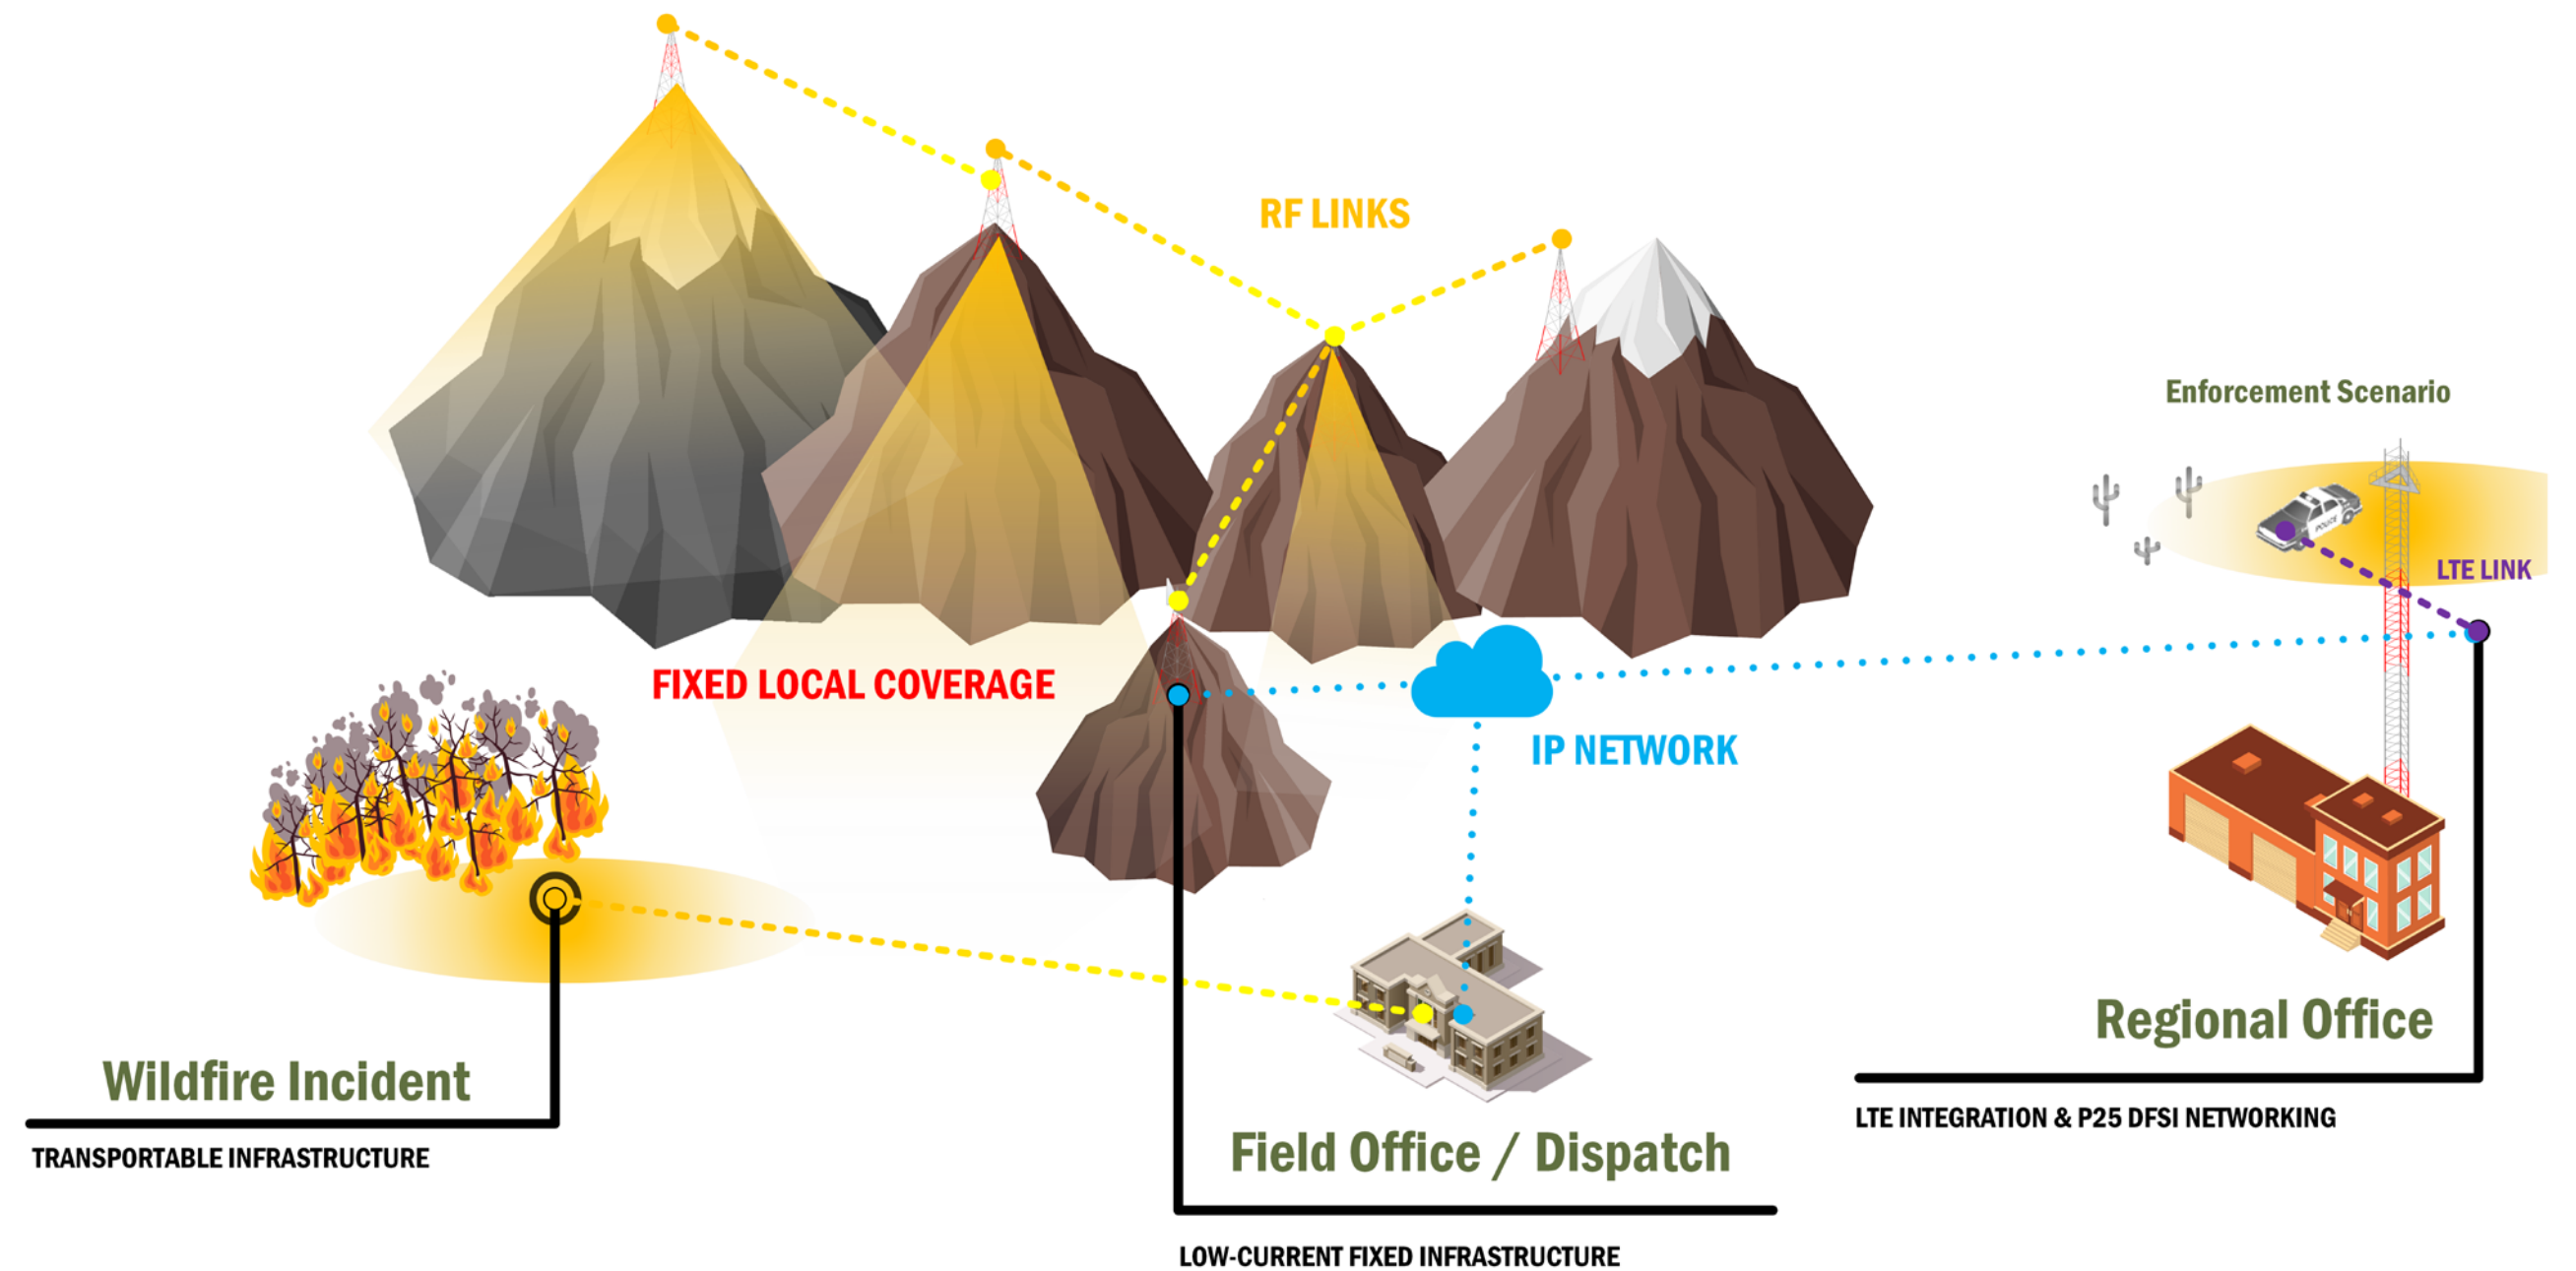 RF LINKS
Enforcement Scenario
POLICE
LTE LINK
FIXED LOCAL COVERAGE
IP NETWORK
Regional Office
LTE INTEGRATION & P25 DFSI NETWORKING
Wildfire Incident
TRANSPORTABLE INFRASTRUCTURE
Field Office / Dispatch
LOW-CURRENT FIXED INFRASTRUCTURE